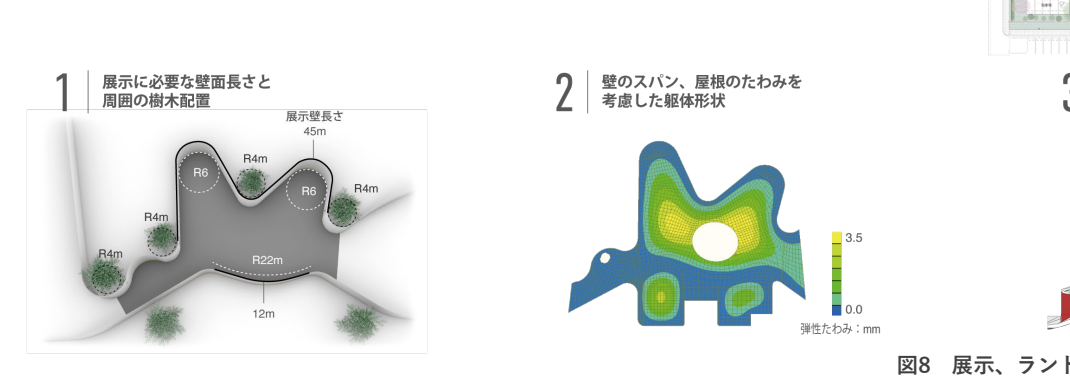 1
展示に必要な壁面長さと
周囲の樹木配置
展示壁長さ
45m
R4m
R6
R6
R4m
R4m
R4m
R22m
12m
2
壁のスパン、屋根のたわみを
考慮した躯体形状
3.5
0.0
弾性たわみ：mm
図8　展示、ラン